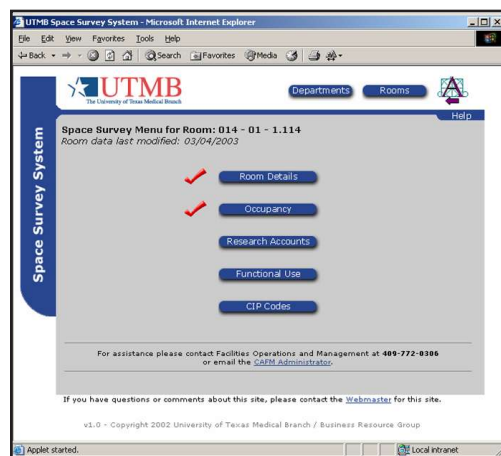 UTMB Space Survey System - Microsoft Internet Explorer
File Edit View Favorites Tools Help
Back Search Favorites Media
UTMB
The University of Texas Medical Branch
Departments Rooms
Help
Space Survey System
Space Survey Menu for Room: 014 - 01 - 1.114
Room data last modified: 03/04/2003
Room Details
Occupancy
Research Accounts
Functional Use
CIP Codes
For assistance please contact Facilities Operations and Management at 409-772-0306
or email the CAFM Administrator.
If you have questions or comments about this site, please contact the Webmaster for this site.
v1.0 - Copyright 2002 University of Texas Medical Branch / Business Resource Group
Applet started. Local intranet